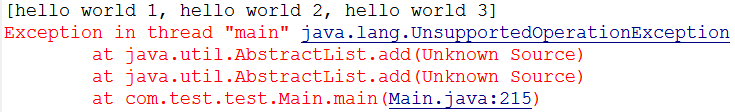 [hello world 1, hello world 2, hello world 3]
Exception in thread "main" java.lang.UnsupportedOperationException
at java.util.AbstractList.add(Unknown Source)
at java.util.AbstractList.add(Unknown Source)
at com.test.test.Main.main(Main.java:215)